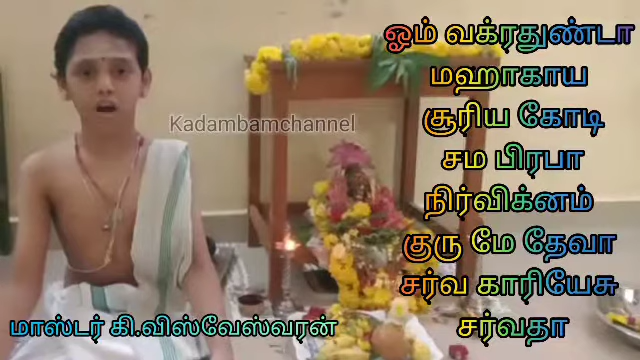 ஓம் வக்ரதுண்டா
மஹாகாய
சூரிய கோடி
சம பிரபா
நிர்விக்னம்
குரு மே தேவா
சர்வ காரியேசு
சர்வதா
Kadambamchannel
மாஸ்டர் கி.விஸ்வேஸ்வரன்